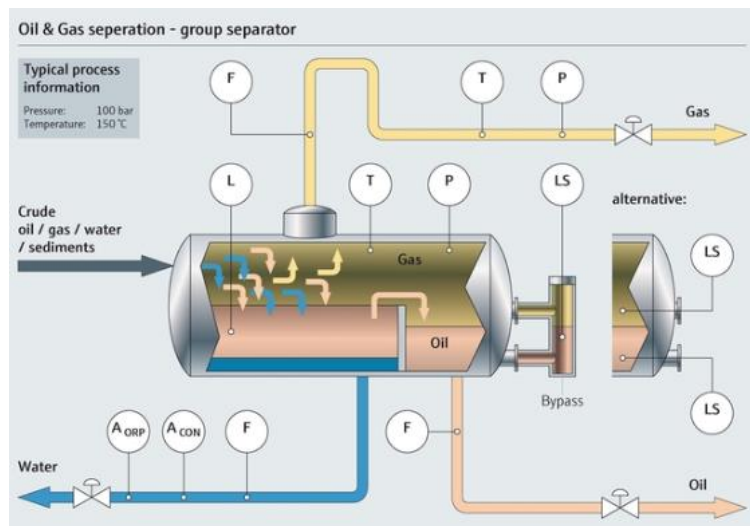 Oil & Gas seperation - group separator
Typical process
information
Pressure: 100 bar
Temperature: 150 °C
F
T
P
Gas
L
T
P
LS
alternative:
Crude
oil / gas / water
/ sediments
Gas
LS
Oil
LS
Bypass
A ORP
A CON
F
F
Water
Oil